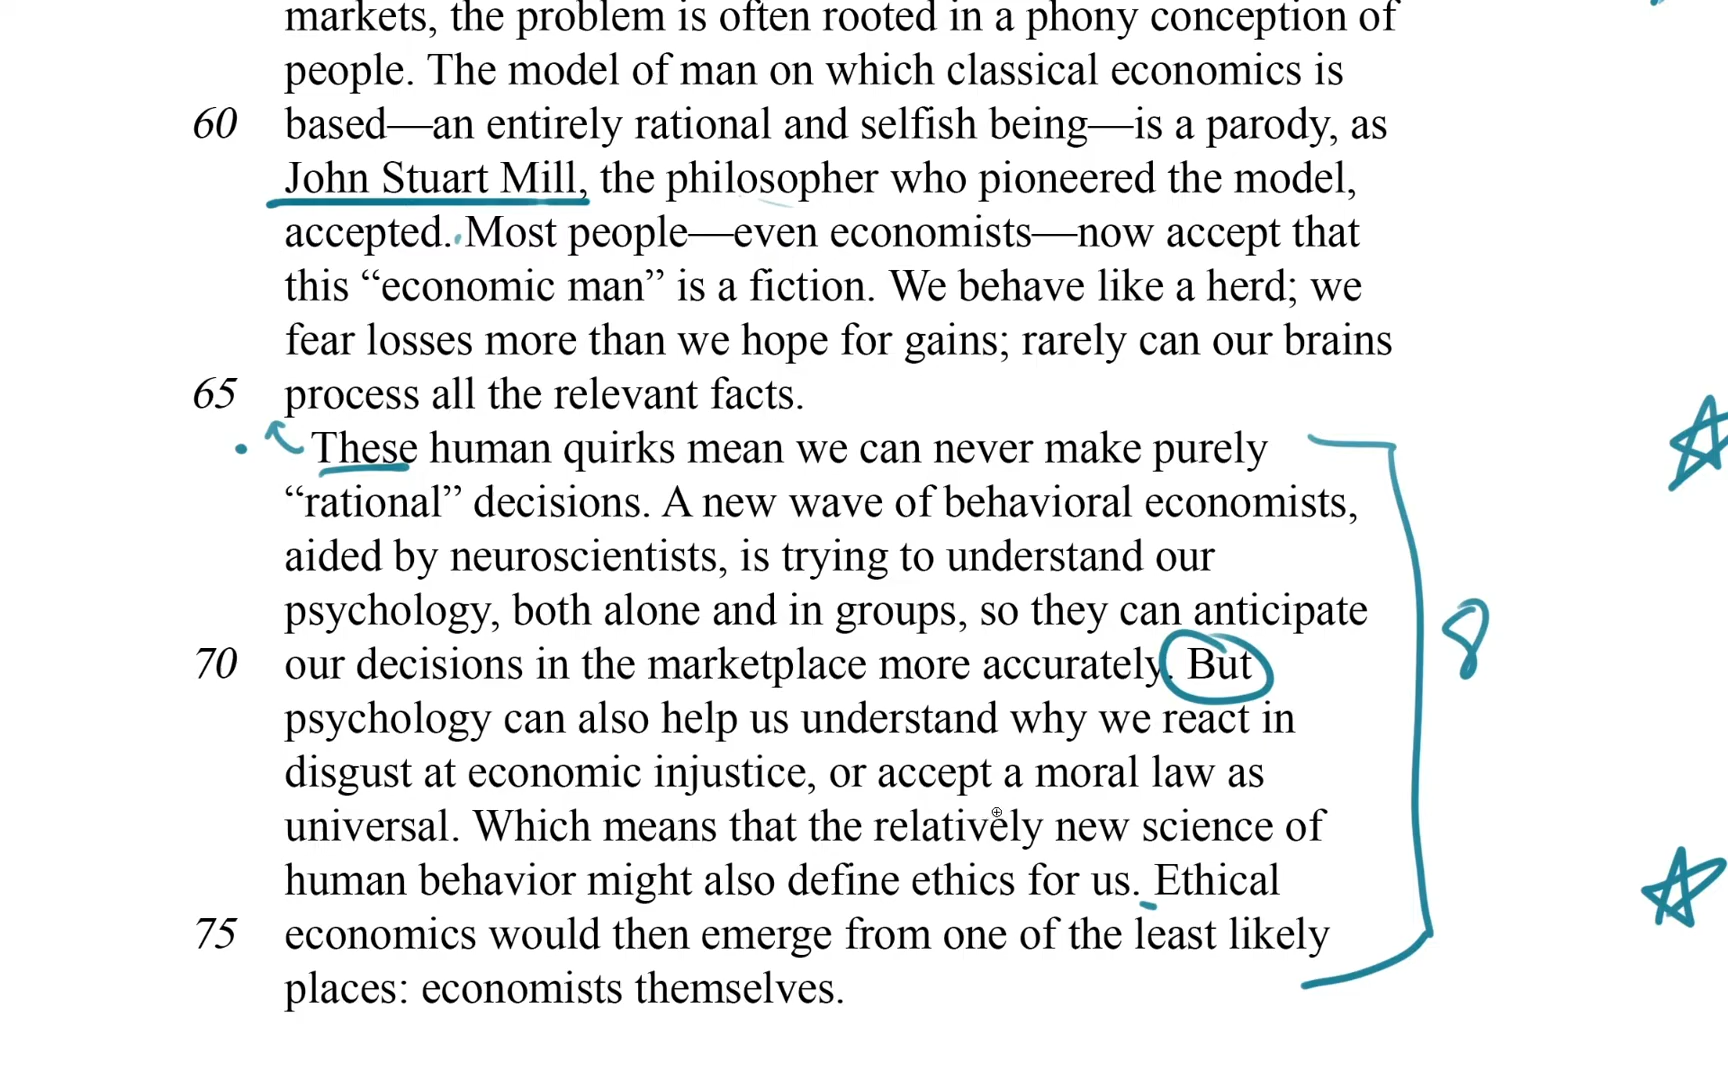 markets, the problem is often rooted in a phony conception of
people. The model of man on which classical economics is
60 based—an entirely rational and selfish being—is a parody, as
John Stuart Mill, the philosopher who pioneered the model,
accepted. Most people—even economists—now accept that
this “economic man” is a fiction. We behave like a herd; we
fear losses more than we hope for gains; rarely can our brains
65 process all the relevant facts.
These human quirks mean we can never make purely
“rational” decisions. A new wave of behavioral economists,
aided by neuroscientists, is trying to understand our
psychology, both alone and in groups, so they can anticipate
70 our decisions in the marketplace more accurately. But
psychology can also help us understand why we react in
disgust at economic injustice, or accept a moral law as
universal. Which means that the relatively new science of
human behavior might also define ethics for us. Ethical
75 economics would then emerge from one of the least likely
places: economists themselves.
8